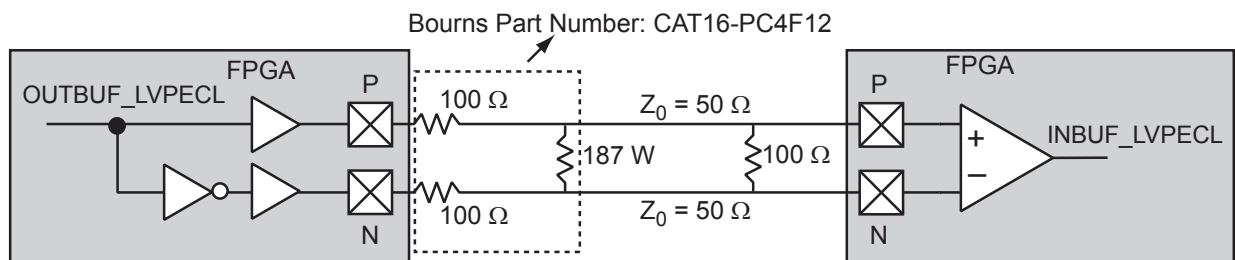 Bourns Part Number: CAT16-PC4F12
FPGA
OUTBUF_LVPECL
P
100 Ω
Z0 = 50 Ω
187 W
100 Ω
100 Ω
N
Z0 = 50 Ω
FPGA
P
+
−
INBUF_LVPECL
N